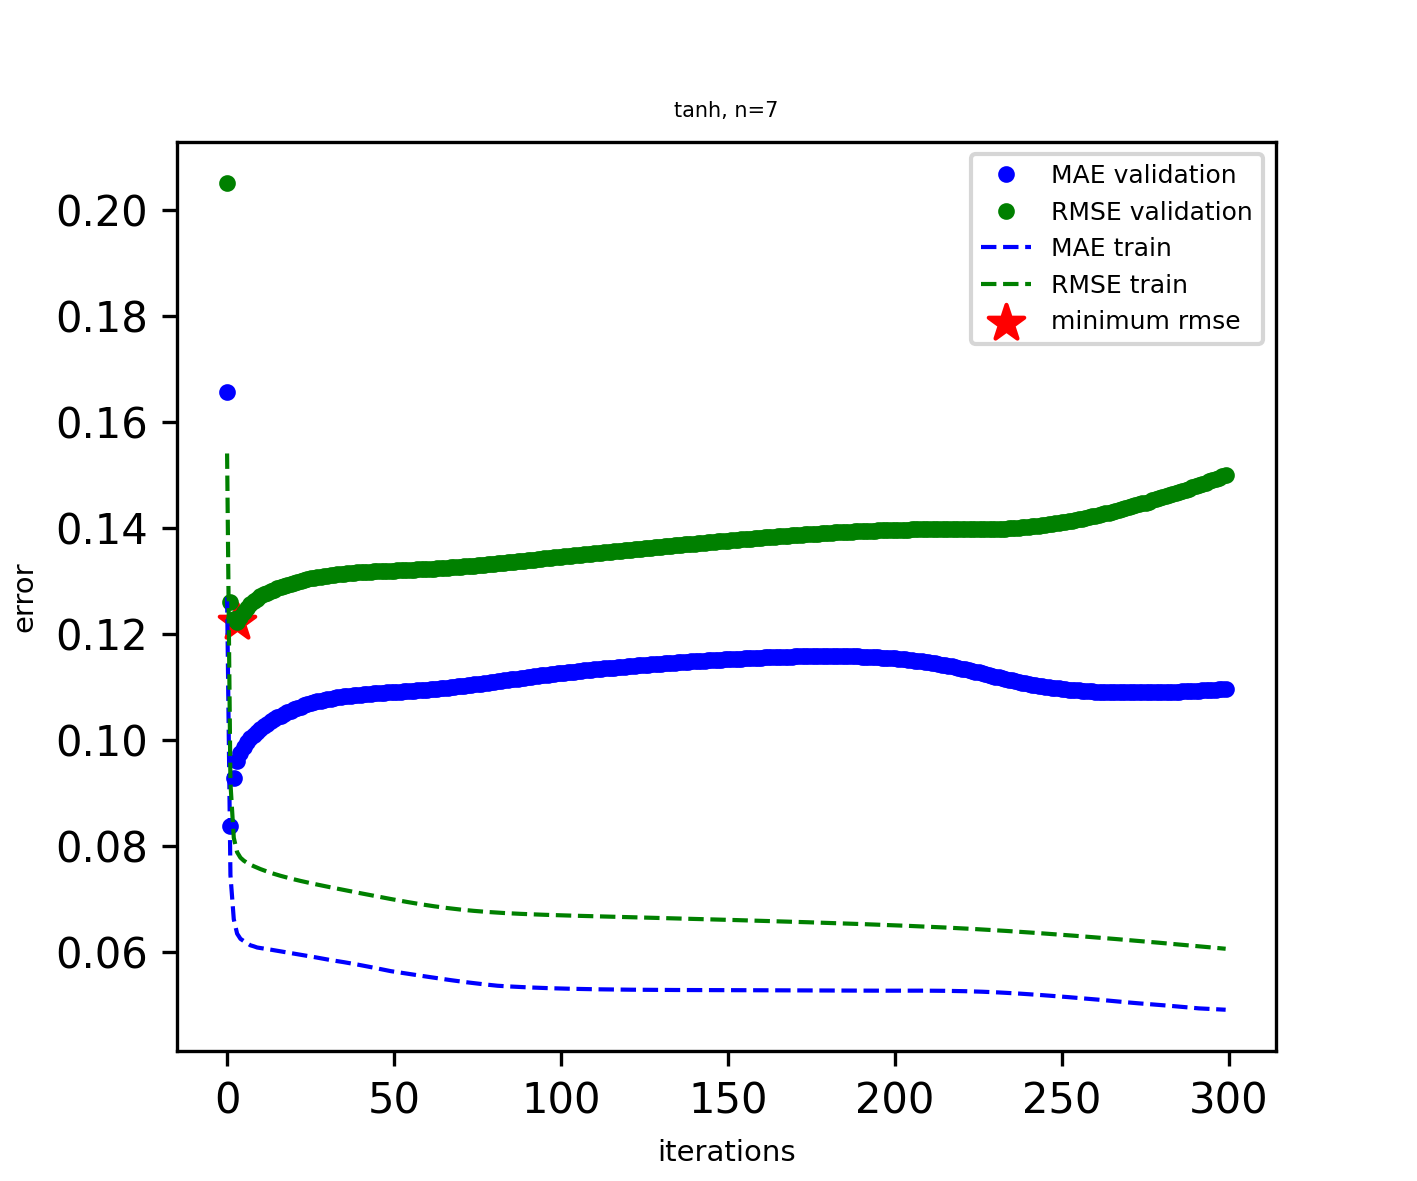 tanh, n=7
MAE validation
RMSE validation
MAE train
RMSE train
minimum rmse
error
0.20
0.18
0.16
0.14
0.12
0.10
0.08
0.06
0 50 100 150 200 250 300
iterations